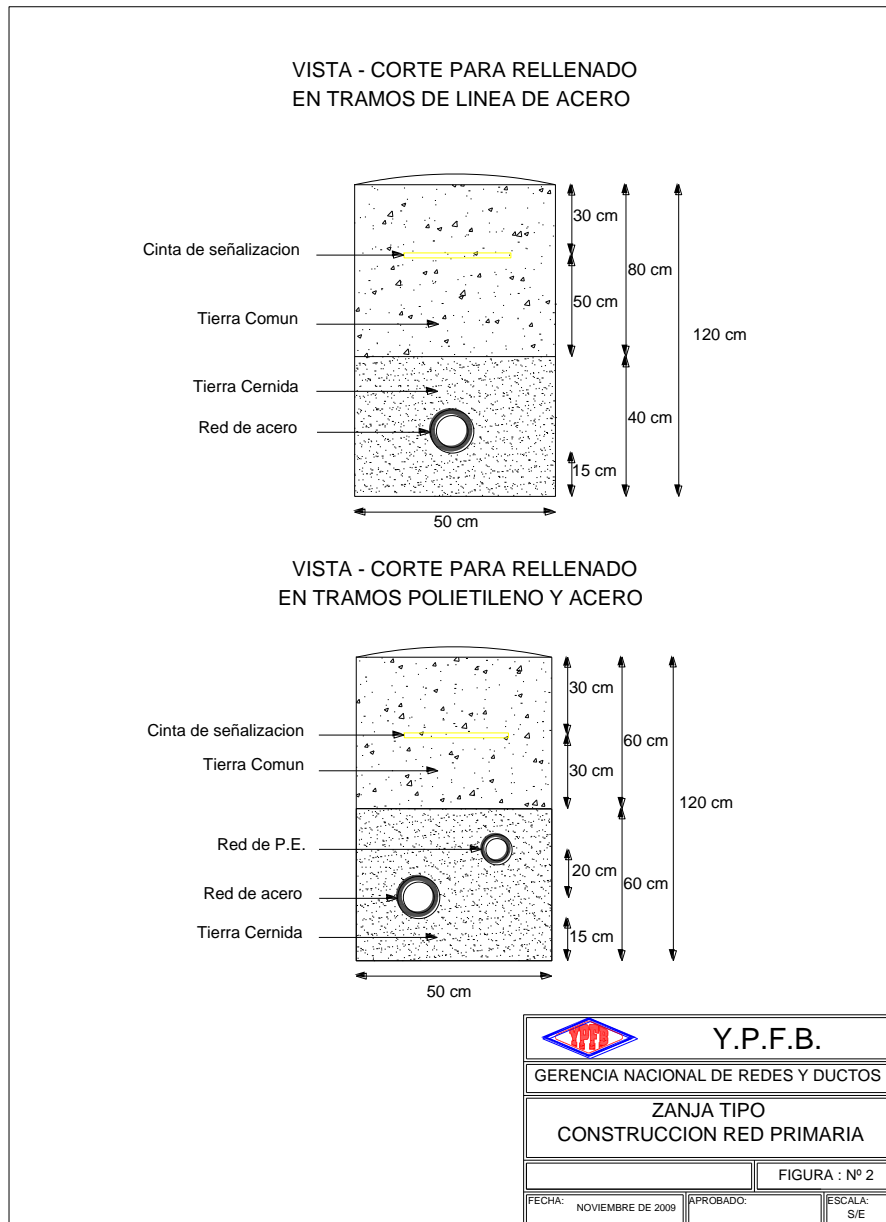 VISTA - CORTE PARA RELLENADO
EN TRAMOS DE LINEA DE ACERO
30 cm
Cinta de señalizacion
80 cm
50 cm
Tierra Comun
120 cm
Tierra Cernida
40 cm
Red de acero
15 cm
50 cm
VISTA - CORTE PARA RELLENADO
EN TRAMOS POLIETILENO Y ACERO
30 cm
Cinta de señalizacion
60 cm
Tierra Comun
30 cm
120 cm
Red de P.E.
20 cm
60 cm
Red de acero
Tierra Cernida
15 cm
50 cm
YPFB
Y.P.F.B.
GERENCIA NACIONAL DE REDES Y DUCTOS
ZANJA TIPO
CONSTRUCCION RED PRIMARIA
FIGURA : Nº 2
FECHA: NOVIEMBRE DE 2009
APROBADO:
ESCALA:
S/E